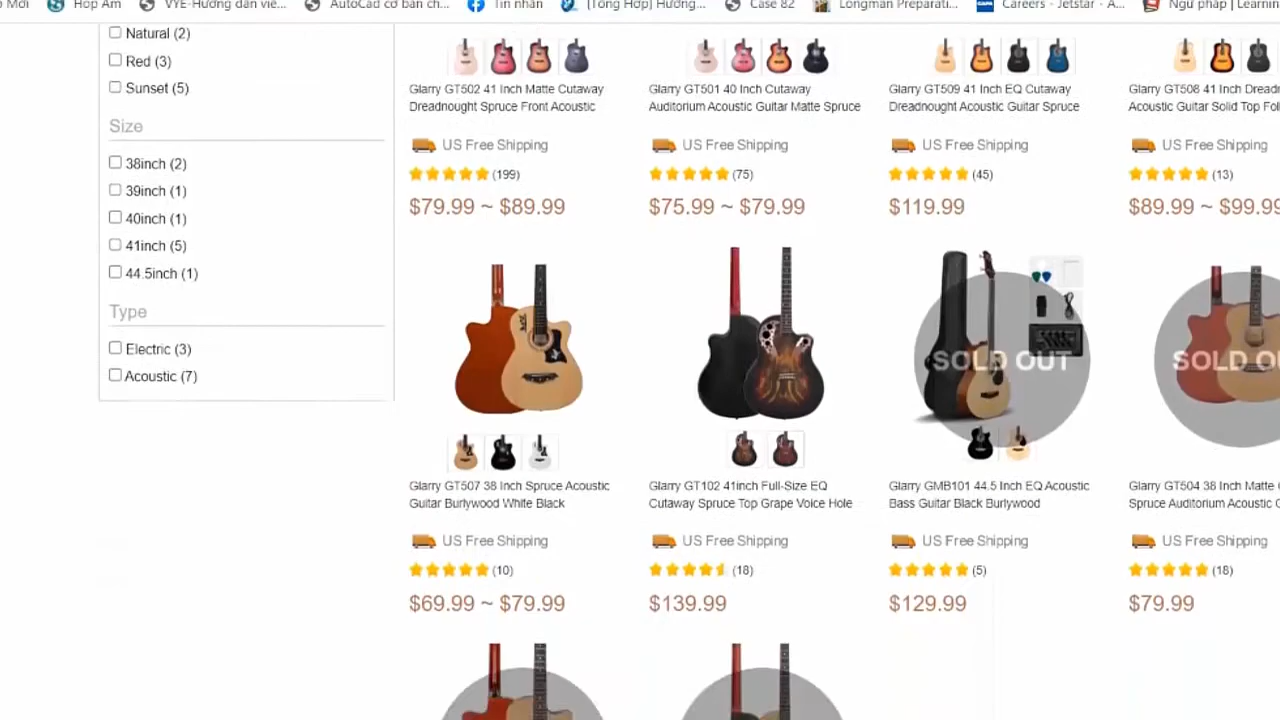 Mới
Hợp Âm
VYE-Hướng dẫn viê...
AutoCad cơ bản ch...
Tin nhắn
[Tổng Hợp] Hướng...
Case 82
Longman Preparati...
Careers - Jetstar - A...
Ngữ pháp | Learnin
Natural (2)
Red (3)
Sunset (5)
Size
38inch (2)
39inch (1)
40inch (1)
41inch (5)
44.5inch (1)
Type
Electric (3)
Acoustic (7)
Glarry GT502 41 Inch Matte Cutaway
Dreadnought Spruce Front Acoustic
US Free Shipping
(199)
$79.99 ~ $89.99
Glarry GT501 40 Inch Cutaway
Auditorium Acoustic Guitar Matte Spruce
US Free Shipping
(75)
$75.99 ~ $79.99
Glarry GT509 41 Inch EQ Cutaway
Dreadnought Acoustic Guitar Spruce
US Free Shipping
(45)
$119.99
Glarry GT508 41 Inch Dread
Acoustic Guitar Solid Top Fol
US Free Shipping
(13)
$89.99 ~ $99.99
Glarry GT507 38 Inch Spruce Acoustic
Guitar Burlywood White Black
US Free Shipping
(10)
$69.99 ~ $79.99
Glarry GT102 41inch Full-Size EQ
Cutaway Spruce Top Grape Voice Hole
US Free Shipping
(18)
$139.99
SOLD OUT
Glarry GMB101 44.5 Inch EQ Acoustic
Bass Guitar Black Burlywood
US Free Shipping
(5)
$129.99
SOLD OU
Glarry GT504 38 Inch Matte
Spruce Auditorium Acoustic
US Free Shipping
(18)
$79.99